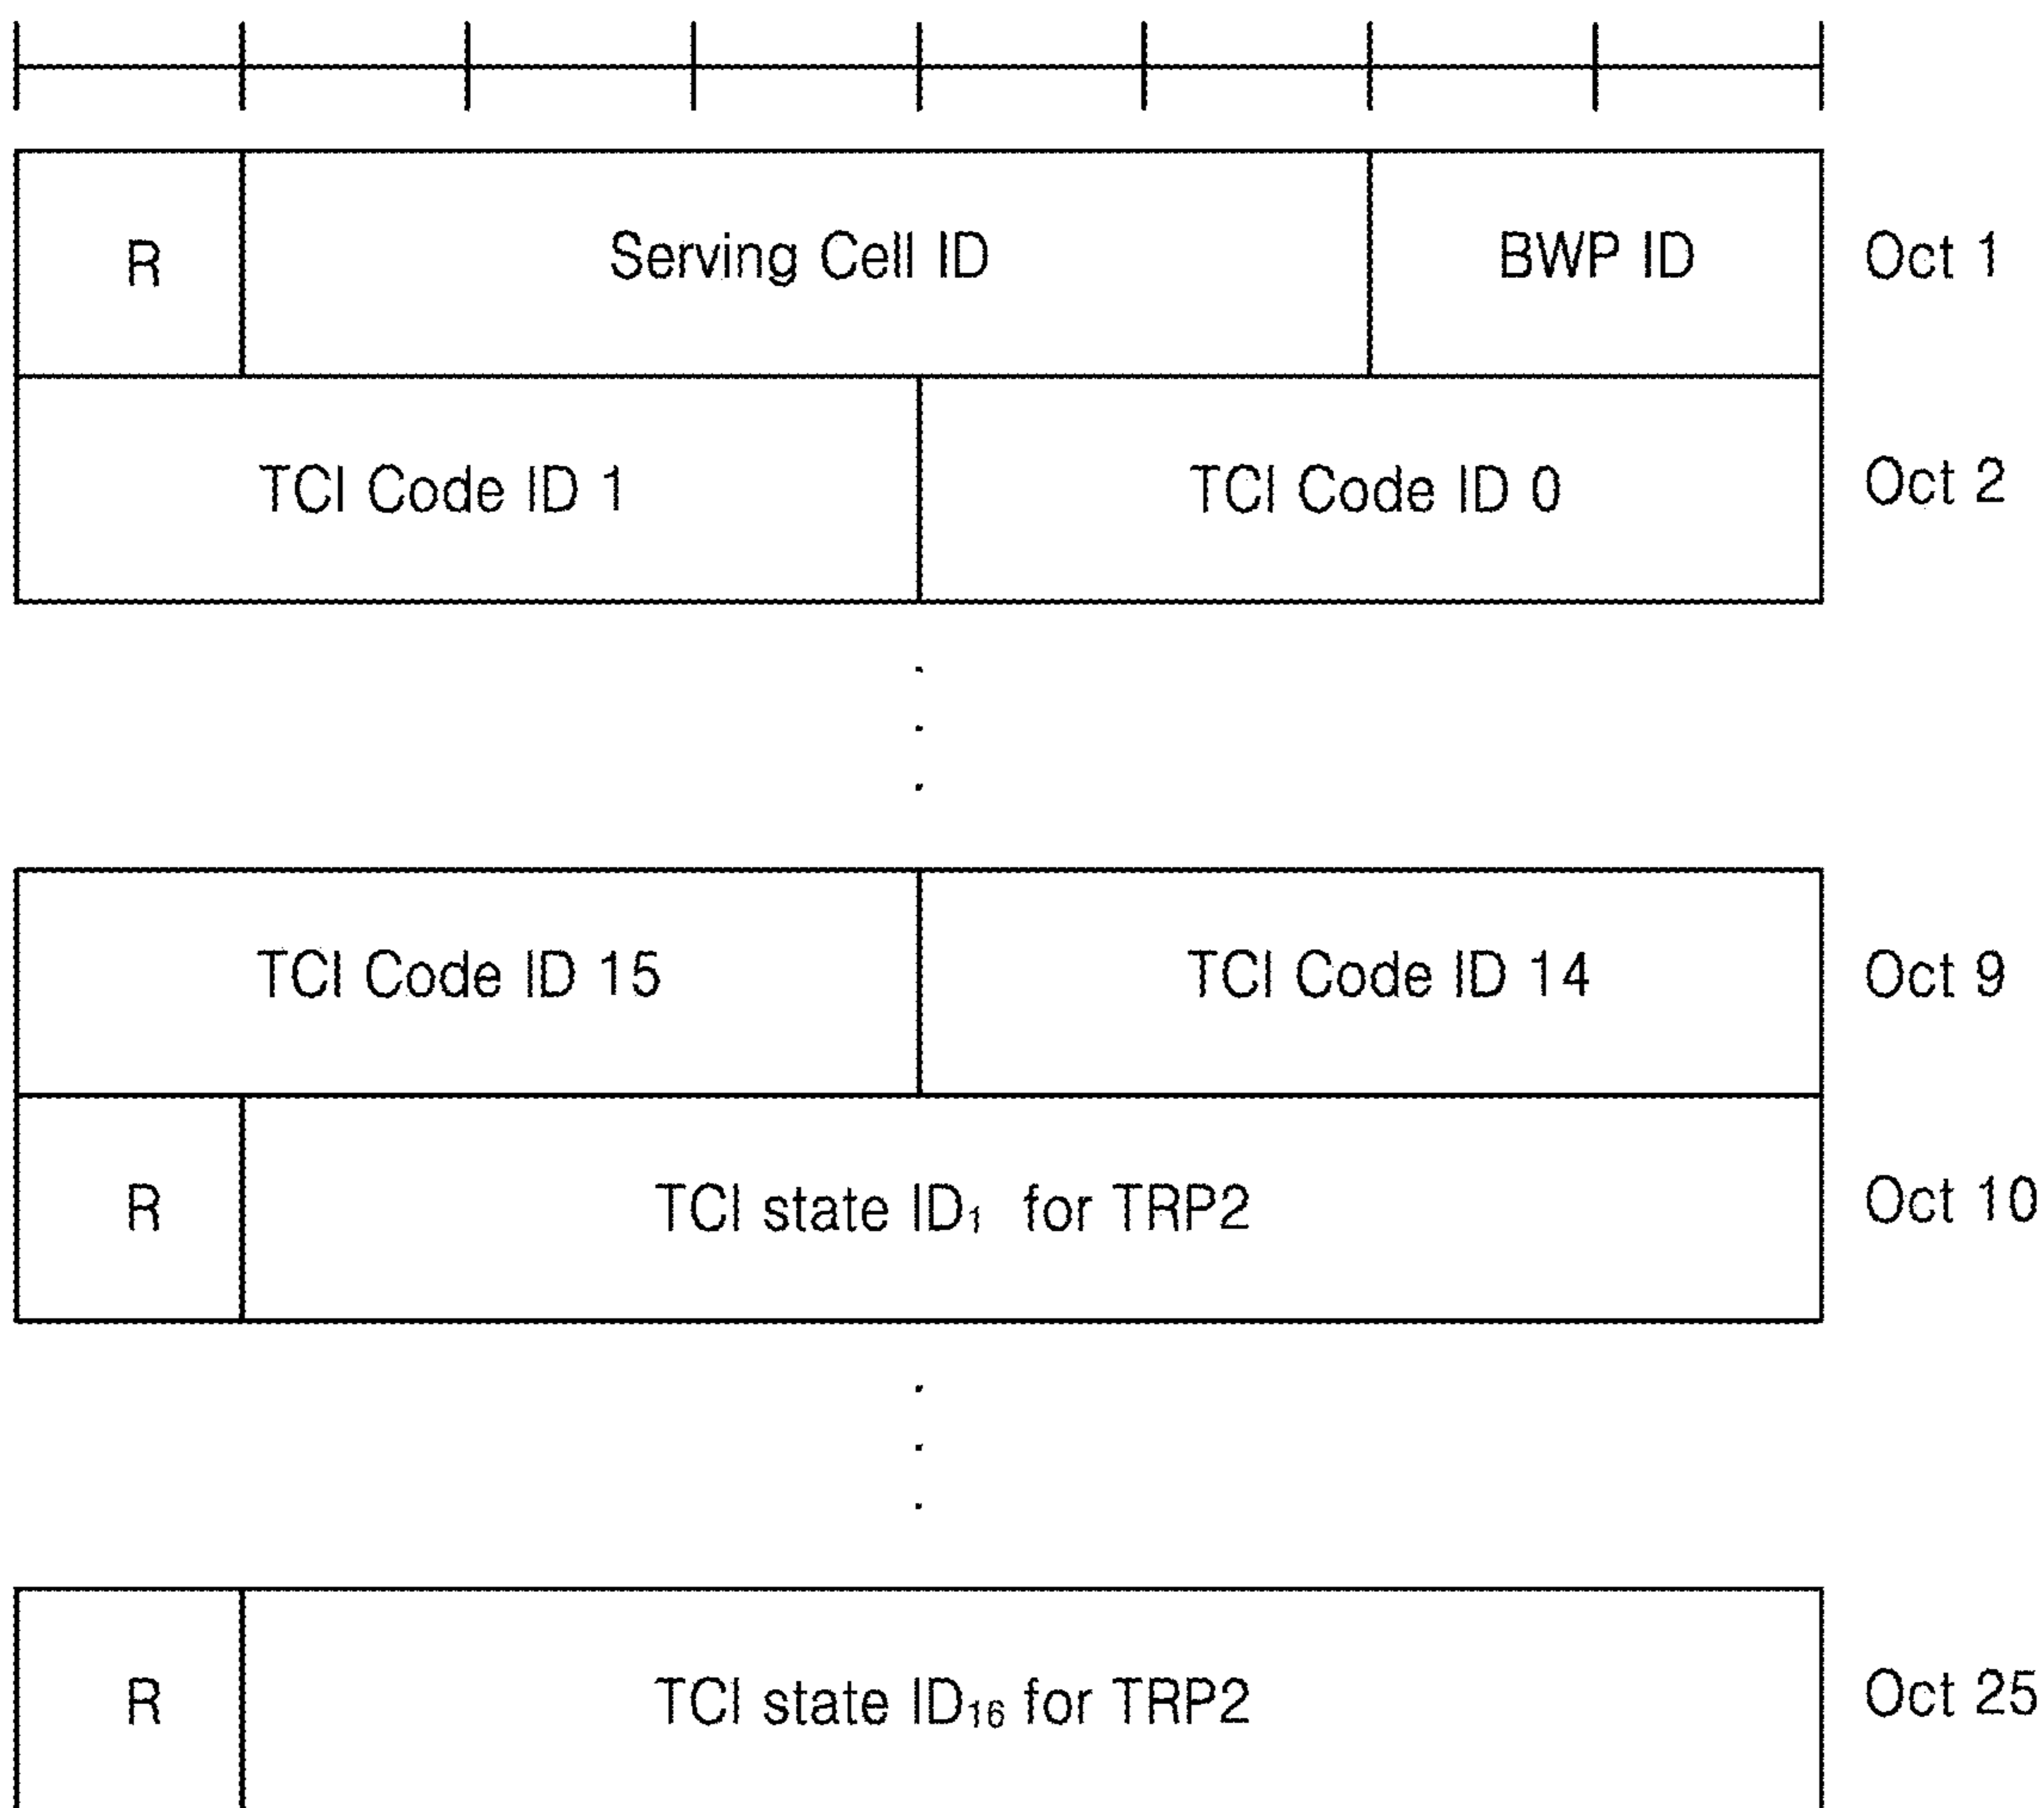 R Serving Cell ID BWP ID Oct 1
TCI Code ID 1 TCI Code ID 0 Oct 2
TCI Code ID 15 TCI Code ID 14 Oct 9
R TCI state ID₁ for TRP2 Oct 10
R TCI state ID₁₆ for TRP2 Oct 25